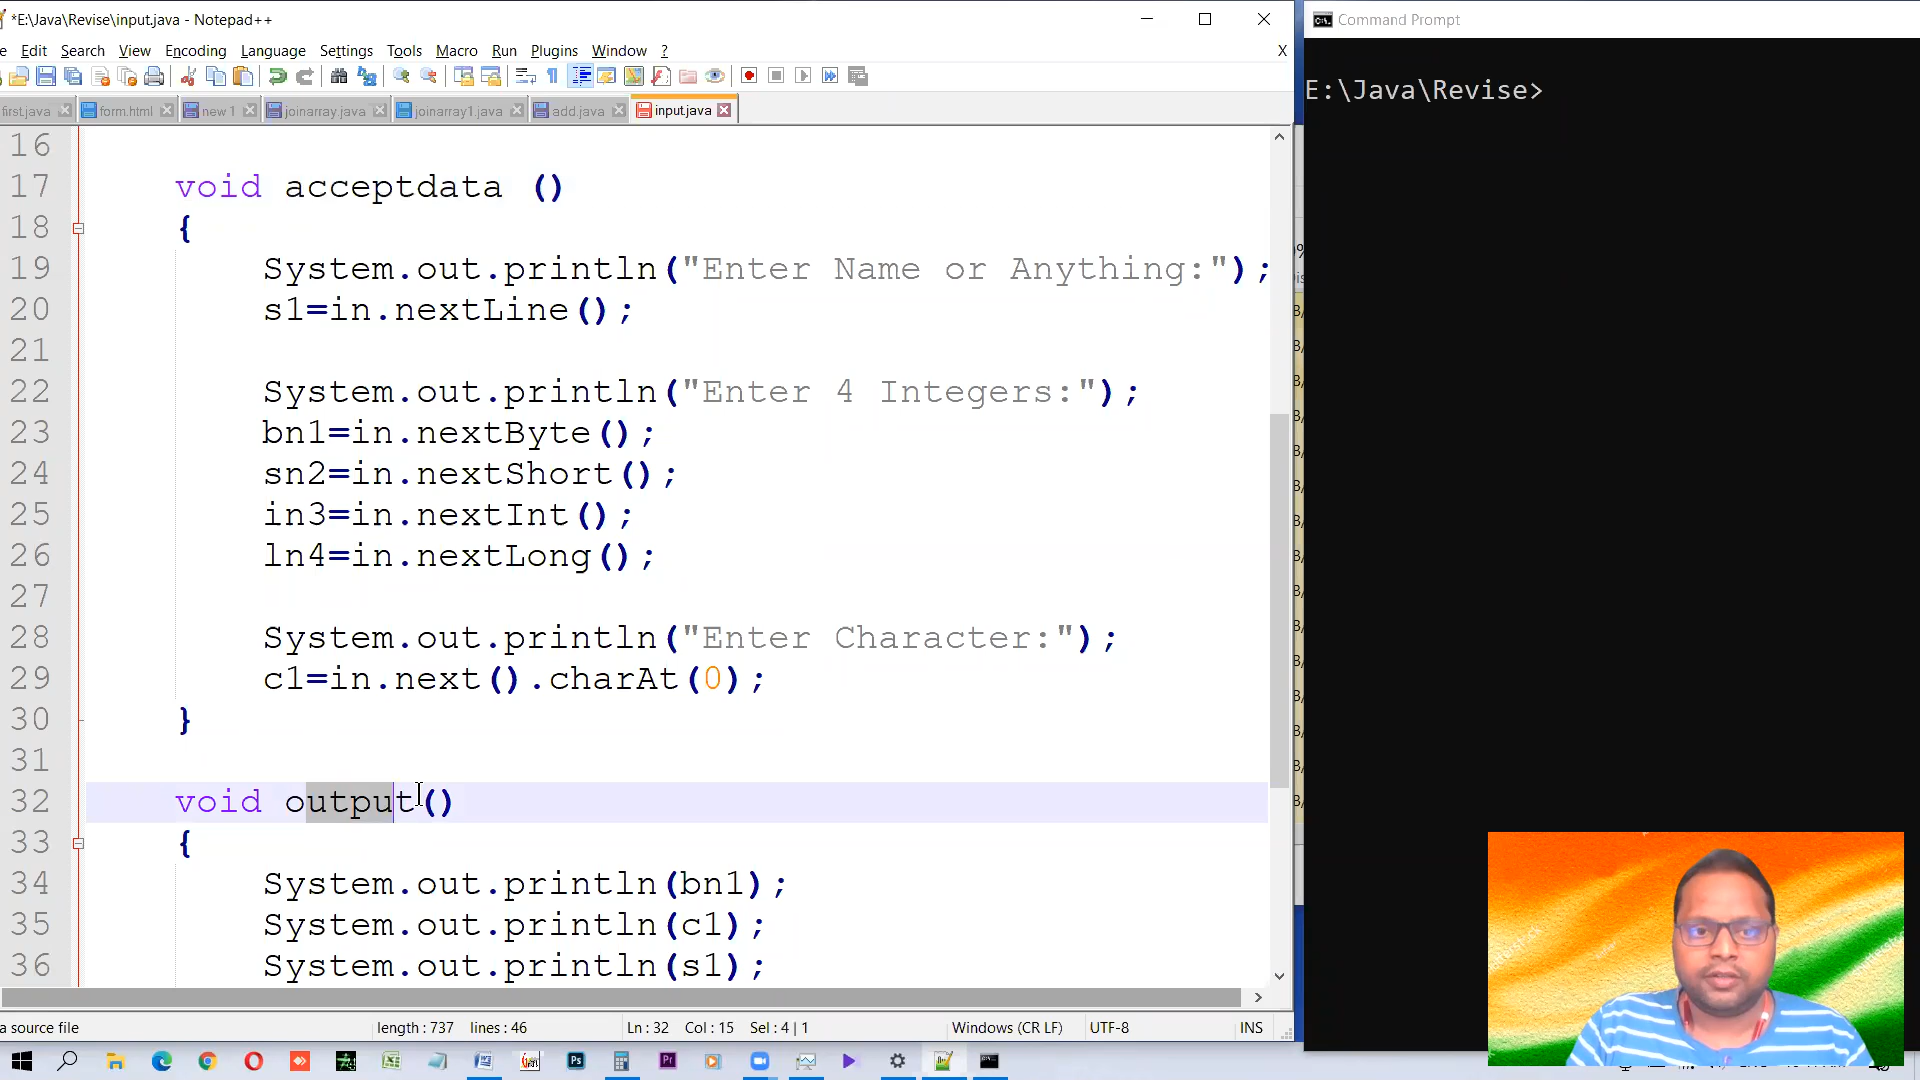 *E:\Java\Revise\input.java - Notepad++
Command Prompt
Edit Search View Encoding Language Settings Tools Macro Run Plugins Window ? X
first.java form.html new 1 joinarray.java joinarray1.java add.java input.java
E:\Java\Revise>
16
17 void acceptdata ()
18 {
19 System.out.println("Enter Name or Anything:");
20 s1=in.nextLine();
21
22 System.out.println("Enter 4 Integers:");
23 bn1=in.nextByte();
24 sn2=in.nextShort();
25 in3=in.nextInt();
26 ln4=in.nextLong();
27
28 System.out.println("Enter Character:");
29 c1=in.next().charAt(0);
30 }
31
32 void output()
33 {
34 System.out.println(bn1);
35 System.out.println(c1);
36 System.out.println(s1);
a source file length : 737 lines : 46 Ln : 32 Col : 15 Sel : 4 | 1 Windows (CR LF) UTF-8 INS